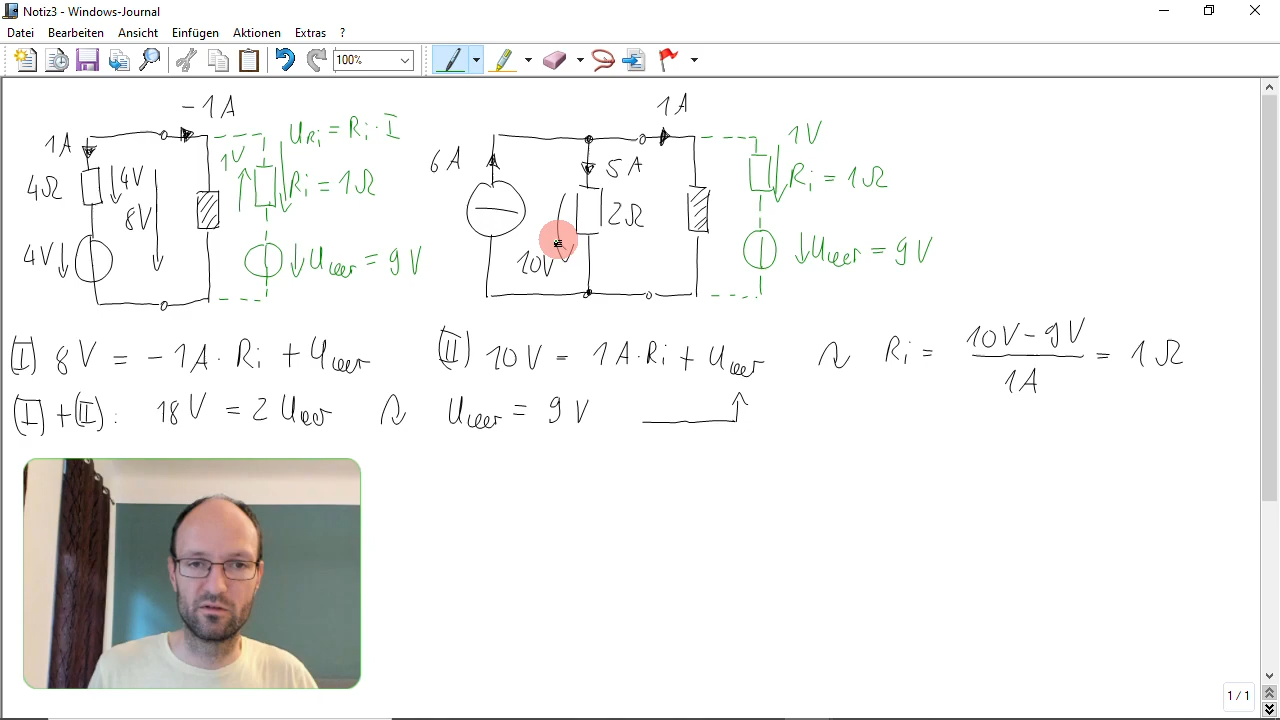 Notiz3 - Windows-Journal
Datei Bearbeiten Ansicht Einfügen Aktionen Extras ?
100%
-1A
1A
4Ω
4V
8V
4V
1V
U_Ri = Ri · I
Ri = 1Ω
U_leer = 9V
1A
6A
5A
2Ω
10V
1V
Ri = 1Ω
U_leer = 9V
(I) 8V = -1A · Ri + U_leer
(II) 10V = 1A · Ri + U_leer ↷ Ri = (10V - 9V) / 1A = 1Ω
(I) + (II): 18V = 2 U_leer ↷ U_leer = 9V
1 / 1